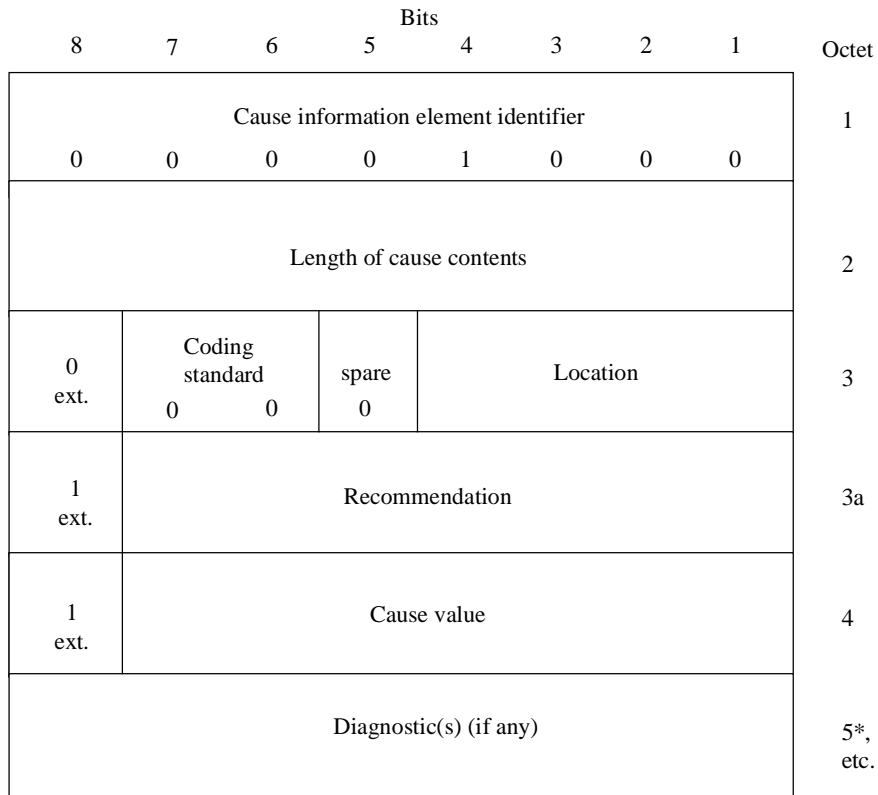 Bits
8 7 6 5 4 3 2 1 Octet
Cause information element identifier 1
0 0 0 0 1 0 0 0
Length of cause contents 2
0 ext. Coding standard 0 0 spare 0 Location 3
1 ext. Recommendation 3a
1 ext. Cause value 4
Diagnostic(s) (if any) 5*, etc.